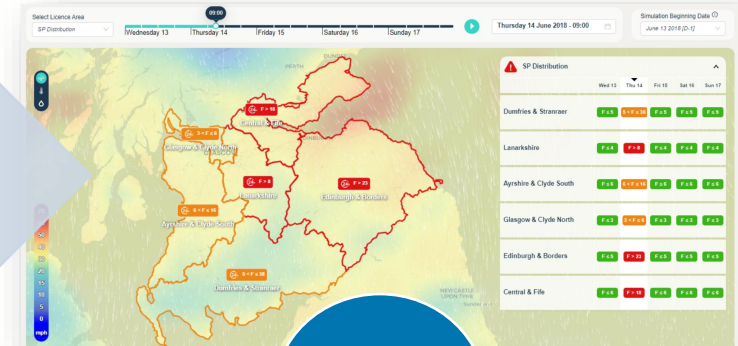 Select Licence Area
SP Distribution
09:00
Wednesday 13 Thursday 14 Friday 15 Saturday 16 Sunday 17
Thursday 14 June 2018 - 09:00
Simulation Beginning Date
June 13 2018 [D-1]
PERTH
F > 18
Central & Fife
3 < F ≤ 6
Glasgow & Clyde North
F > 8
Lanarkshire
F > 23
Edinburgh & Borders
6 < F ≤ 16
Ayrshire & Clyde South
5 < F ≤ 38
Dumfries & Stranraer
NEWCASTLE
UPON TYNE
30
20
15
10
5
0
mph
SP Distribution
Wed 13 Thu 14 Fri 15 Sat 16 Sun 17
Dumfries & Stranraer F ≤ 5 5 < F ≤ 38 F ≤ 5 F ≤ 5 F ≤ 5
Lanarkshire F ≤ 4 F > 8 F ≤ 4 F ≤ 4 F ≤ 4
Ayrshire & Clyde South F ≤ 6 6 < F ≤ 16 F ≤ 6 F ≤ 6 F ≤ 6
Glasgow & Clyde North F ≤ 3 3 < F ≤ 6 F ≤ 3 F ≤ 3 F ≤ 3
Edinburgh & Borders F ≤ 5 F > 23 F ≤ 5 F ≤ 5 F ≤ 5
Central & Fife F ≤ 6 F > 18 F ≤ 6 F ≤ 6 F ≤ 6